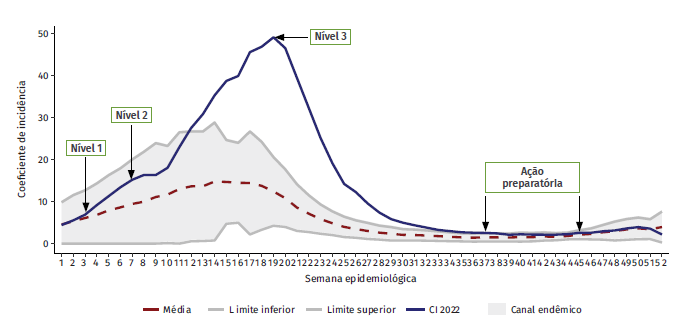 50
40
30
20
10
0
Coeficiente de incidência
Nível 1
Nível 2
Nível 3
Ação
preparatória
1 2 3 4 5 6 7 8 9 10 11 12 13 14 15 16 17 18 19 20 21 22 23 24 25 26 27 28 29 30 31 32 33 34 35 36 37 38 39 40 41 42 43 44 45 46 47 48 49 50 51 52
Semana epidemiológica
Média Limite inferior Limite superior CI 2022 Canal endêmico